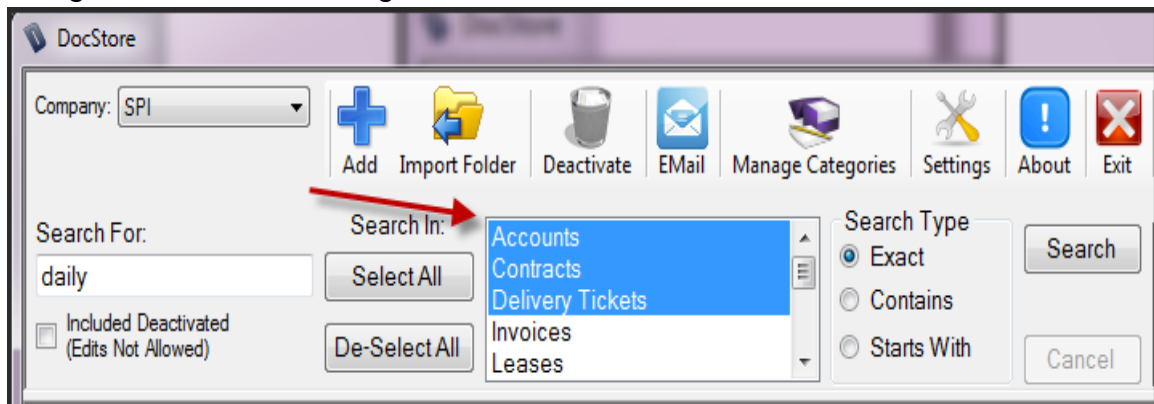 DocStore
Company: SPI
Add Import Folder Deactivate EMail Manage Categories Settings About Exit
Search For:
daily
Included Deactivated
(Edits Not Allowed)
Search In:
Select All
De-Select All
Accounts
Contracts
Delivery Tickets
Invoices
Leases
Search Type
Exact
Contains
Starts With
Search
Cancel